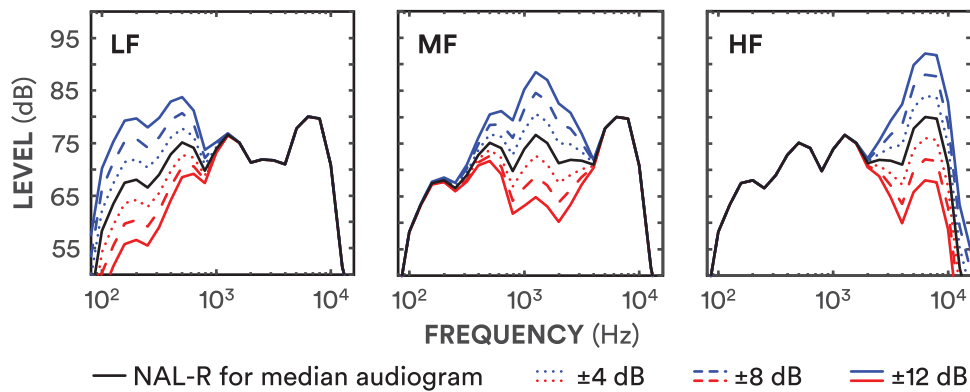 LF MF HF
95
85
75
65
55
LEVEL (dB)
10² 10³ 10⁴ 10² 10³ 10⁴ 10² 10³ 10⁴
FREQUENCY (Hz)
NAL-R for median audiogram ±4 dB ±8 dB ±12 dB